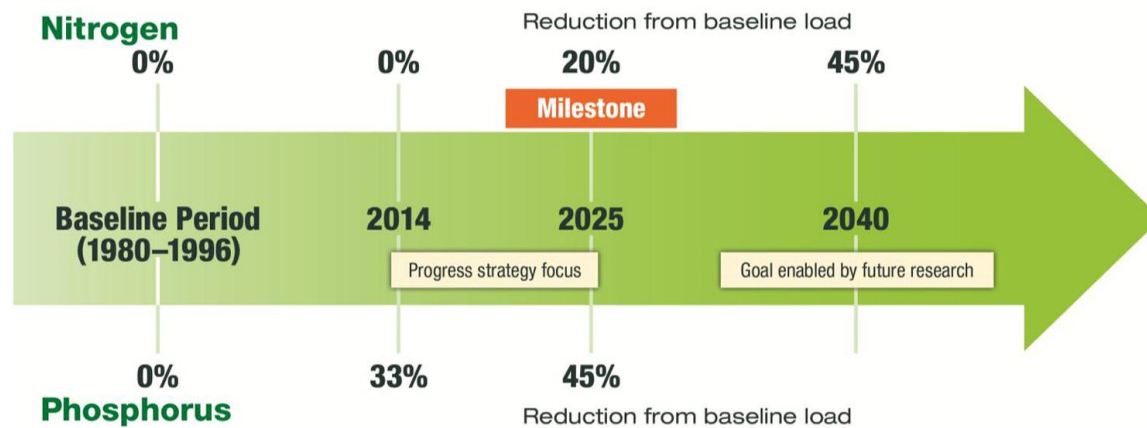 Nitrogen
Reduction from baseline load
0% 0% 20% 45%
Milestone
Baseline Period
(1980–1996)
2014 2025 2040
Progress strategy focus
Goal enabled by future research
0% 33% 45%
Phosphorus
Reduction from baseline load